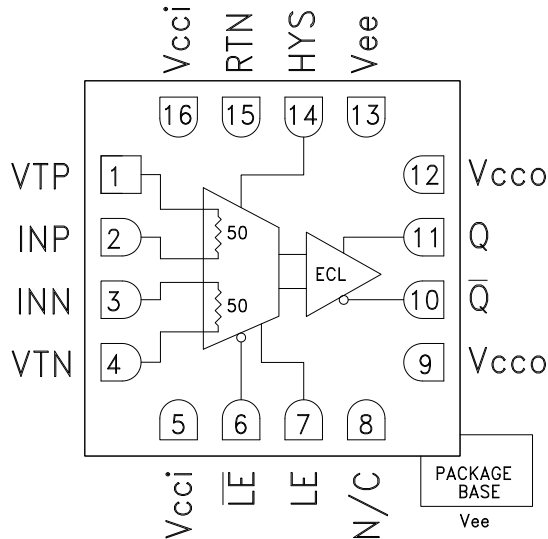 Vcci RTN HYS Vee
16 15 14 13
VTP 1 12 Vcco
50
INP 2 11 Q
ECL
INN 3 10 Q̅
50
VTN 4 9 Vcco
5 6 7 8
Vcci L̅E̅ LE N/C
PACKAGE
BASE
Vee